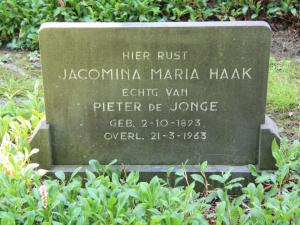 HIER RUST
JACOMINA MARIA HAAK
ECHTG VAN
PIETER DE JONGE
GEB. 2-10-1893
OVERL. 21-3-1963